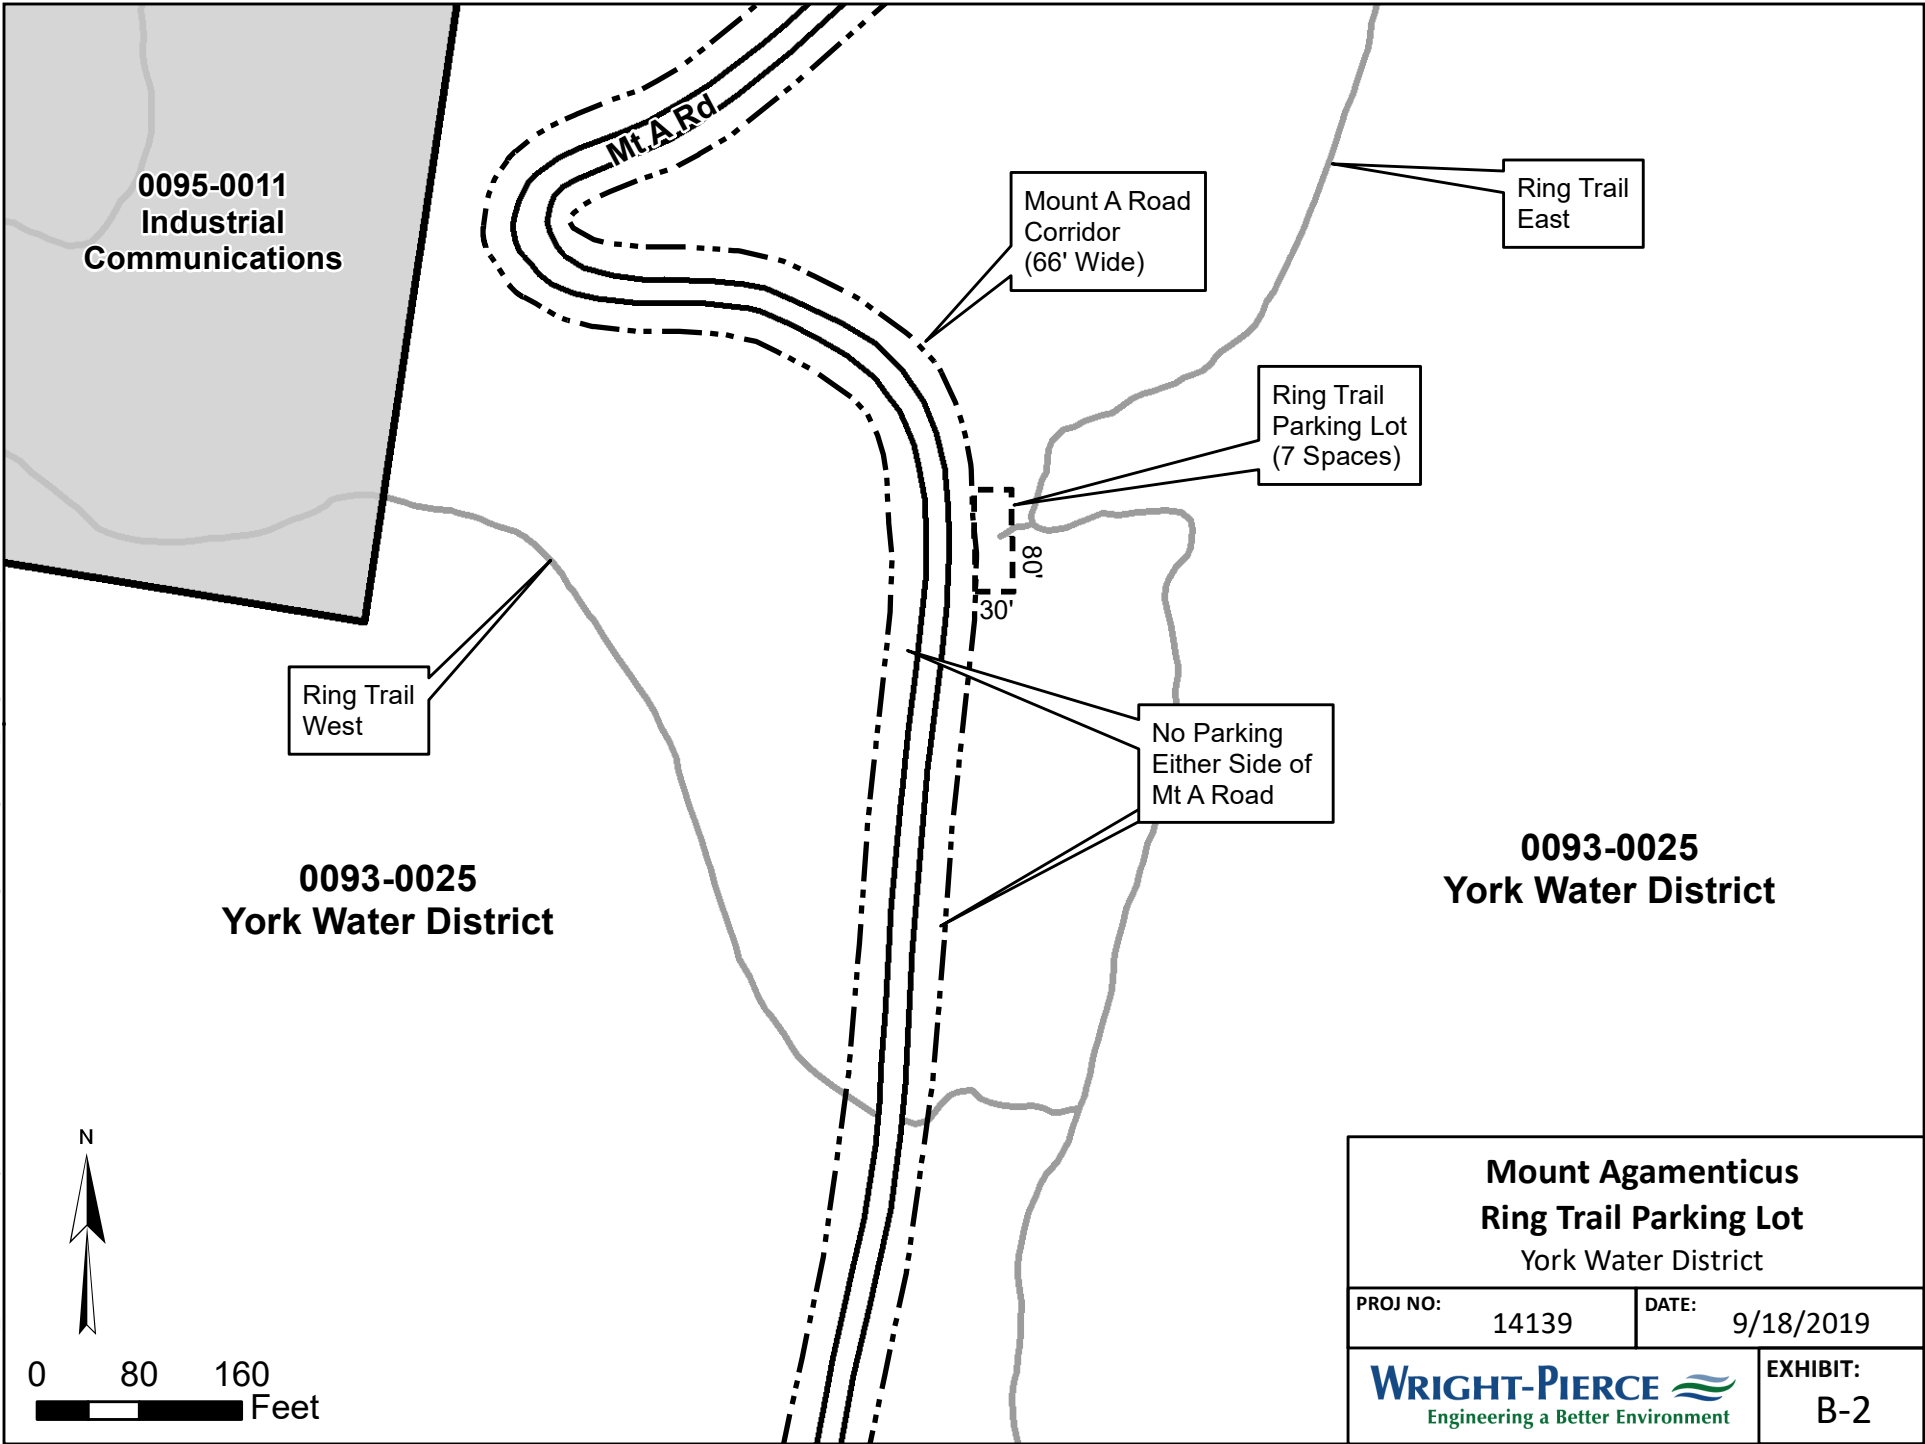 Mt A Rd
0095-0011
Industrial
Communications
Mount A Road
Corridor
(66' Wide)
Ring Trail
East
Ring Trail
Parking Lot
(7 Spaces)
80'
30'
Ring Trail
West
No Parking
Either Side of
Mt A Road
0093-0025
York Water District
0093-0025
York Water District
N
0 80 160
Feet
Mount Agamenticus
Ring Trail Parking Lot
York Water District
PROJ NO: 14139
DATE: 9/18/2019
WRIGHT-PIERCE
Engineering a Better Environment
EXHIBIT:
B-2